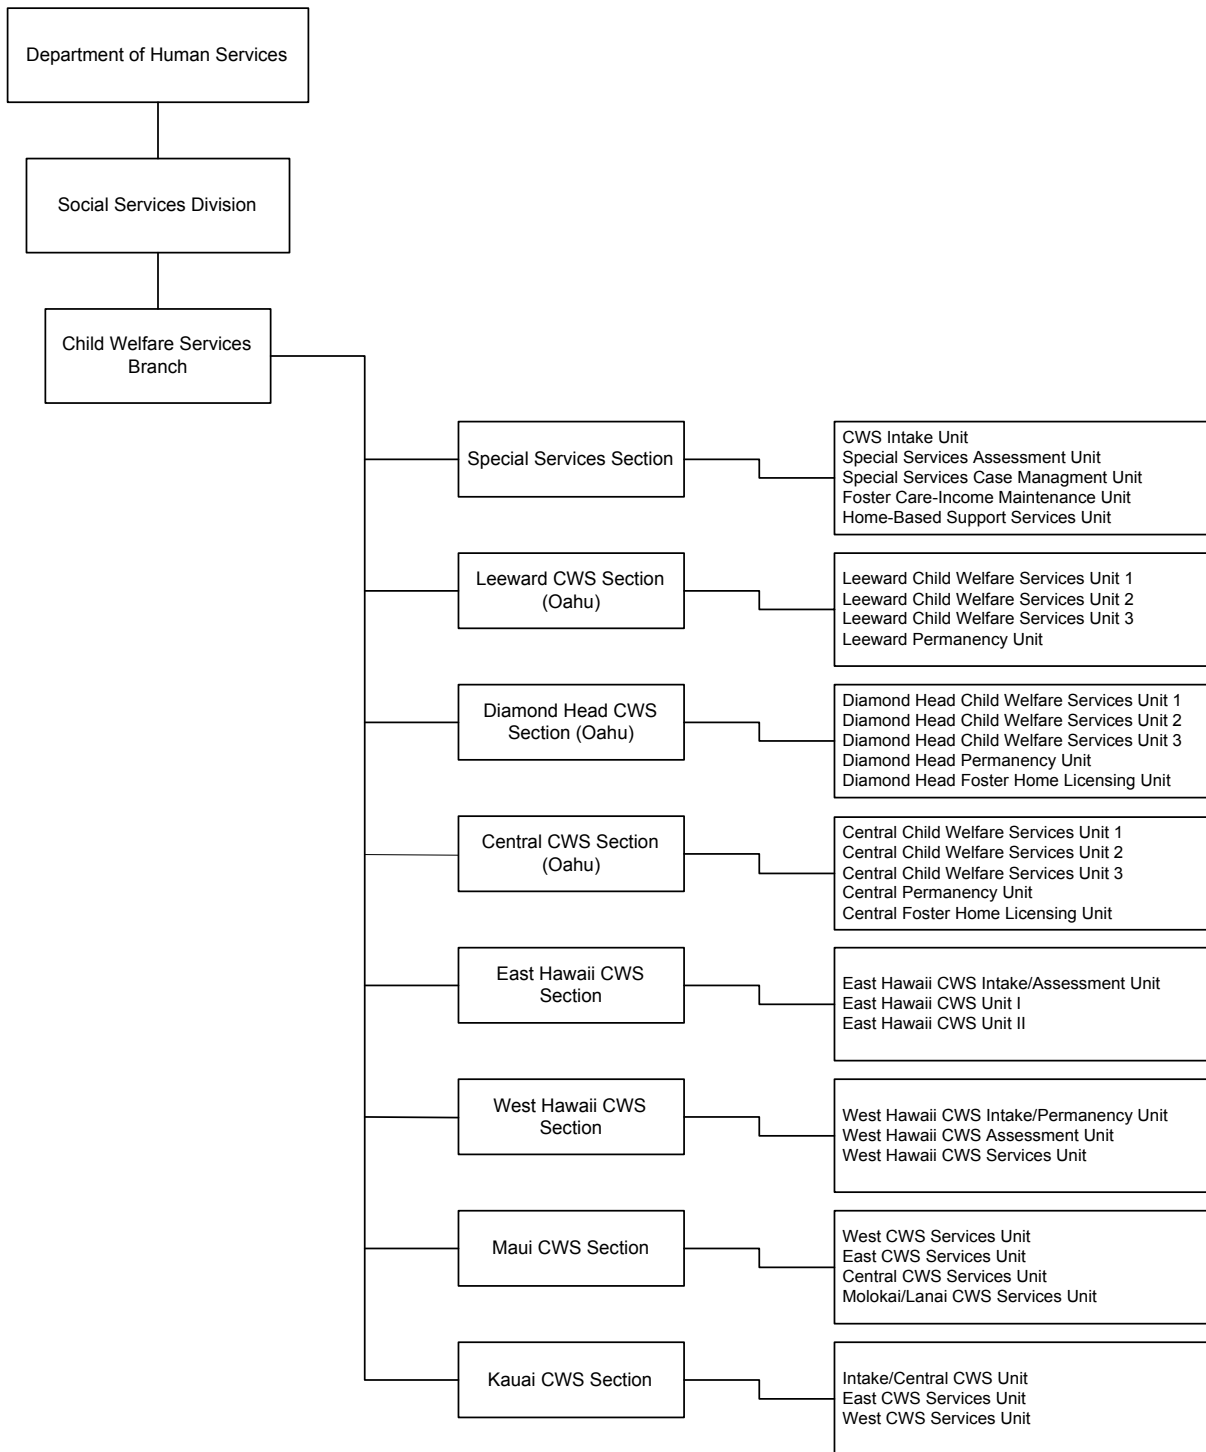 Department of Human Services
Social Services Division
Child Welfare Services
Branch
Special Services Section
CWS Intake Unit
Special Services Assessment Unit
Special Services Case Managment Unit
Foster Care-Income Maintenance Unit
Home-Based Support Services Unit
Leeward CWS Section
(Oahu)
Leeward Child Welfare Services Unit 1
Leeward Child Welfare Services Unit 2
Leeward Child Welfare Services Unit 3
Leeward Permanency Unit
Diamond Head CWS
Section (Oahu)
Diamond Head Child Welfare Services Unit 1
Diamond Head Child Welfare Services Unit 2
Diamond Head Child Welfare Services Unit 3
Diamond Head Permanency Unit
Diamond Head Foster Home Licensing Unit
Central CWS Section
(Oahu)
Central Child Welfare Services Unit 1
Central Child Welfare Services Unit 2
Central Child Welfare Services Unit 3
Central Permanency Unit
Central Foster Home Licensing Unit
East Hawaii CWS
Section
East Hawaii CWS Intake/Assessment Unit
East Hawaii CWS Unit I
East Hawaii CWS Unit II
West Hawaii CWS
Section
West Hawaii CWS Intake/Permanency Unit
West Hawaii CWS Assessment Unit
West Hawaii CWS Services Unit
Maui CWS Section
West CWS Services Unit
East CWS Services Unit
Central CWS Services Unit
Molokai/Lanai CWS Services Unit
Kauai CWS Section
Intake/Central CWS Unit
East CWS Services Unit
West CWS Services Unit